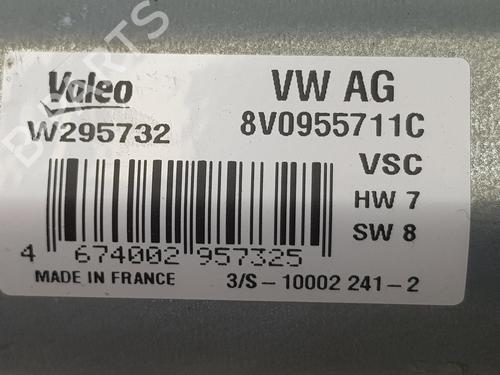 Valeo
VW AG
W295732
8V0955711C
VSC
HW 7
SW 8
4 674002 957325
MADE IN FRANCE
3/S-10002 241-2